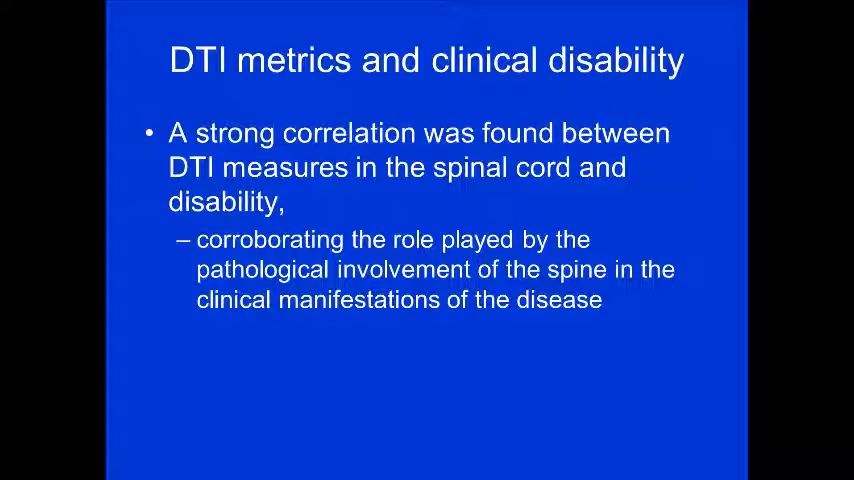 DTI metrics and clinical disability
• A strong correlation was found between
DTI measures in the spinal cord and
disability,
– corroborating the role played by the
pathological involvement of the spine in the
clinical manifestations of the disease